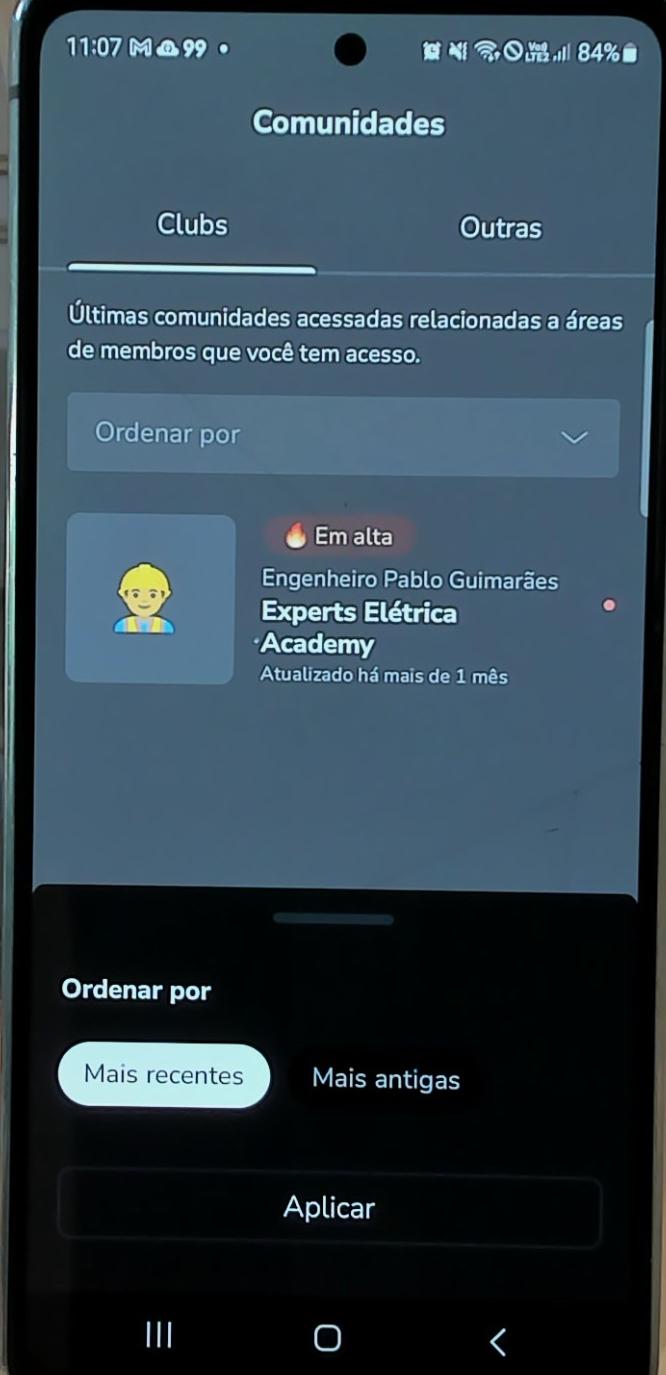 11:07 99
84%
Comunidades
Clubs Outras
Últimas comunidades acessadas relacionadas a áreas
de membros que você tem acesso.
Ordenar por
Em alta
Engenheiro Pablo Guimarães
Experts Elétrica
Academy
Atualizado há mais de 1 mês
Ordenar por
Mais recentes Mais antigas
Aplicar